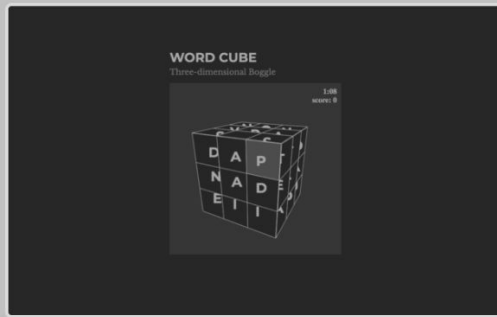 WORD CUBE
Three-dimensional Boggle
1:08
score: 0
D A P
N A D
E I I